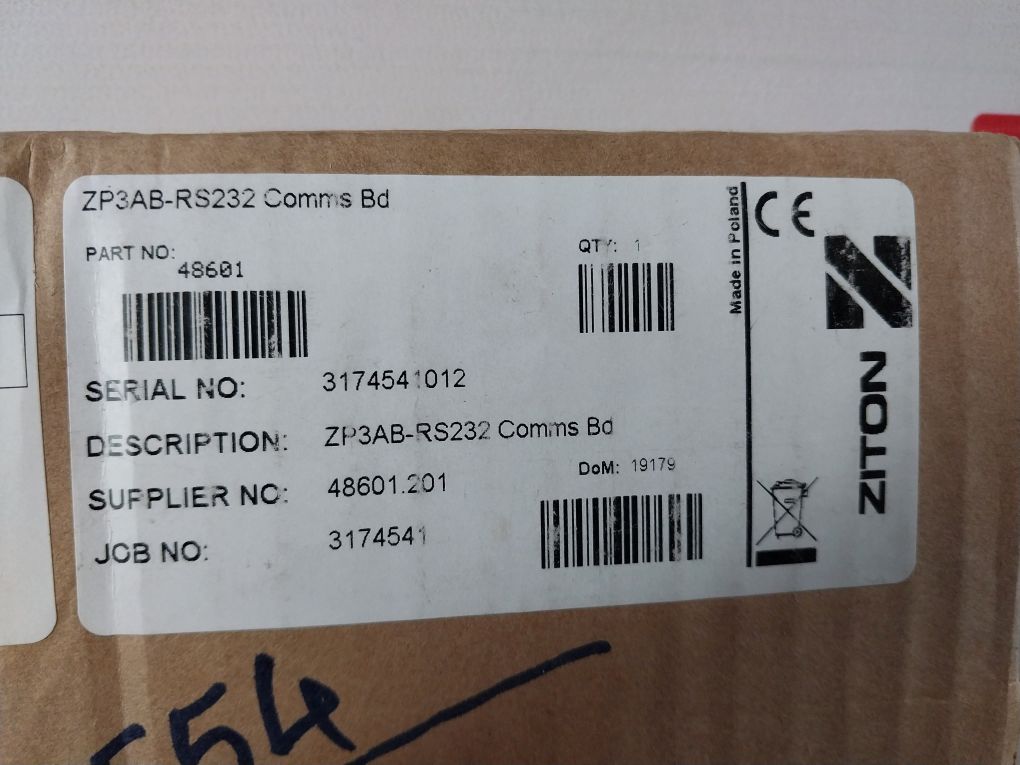 ZP3AB-RS232 Comms Bd
PART NO:
48601
QTY: 1
SERIAL NO: 3174541012
DESCRIPTION: ZP3AB-RS232 Comms Bd
SUPPLIER NO: 48601.201
DoM: 19179
JOB NO: 3174541
Made in Poland
CE
ZITON
54